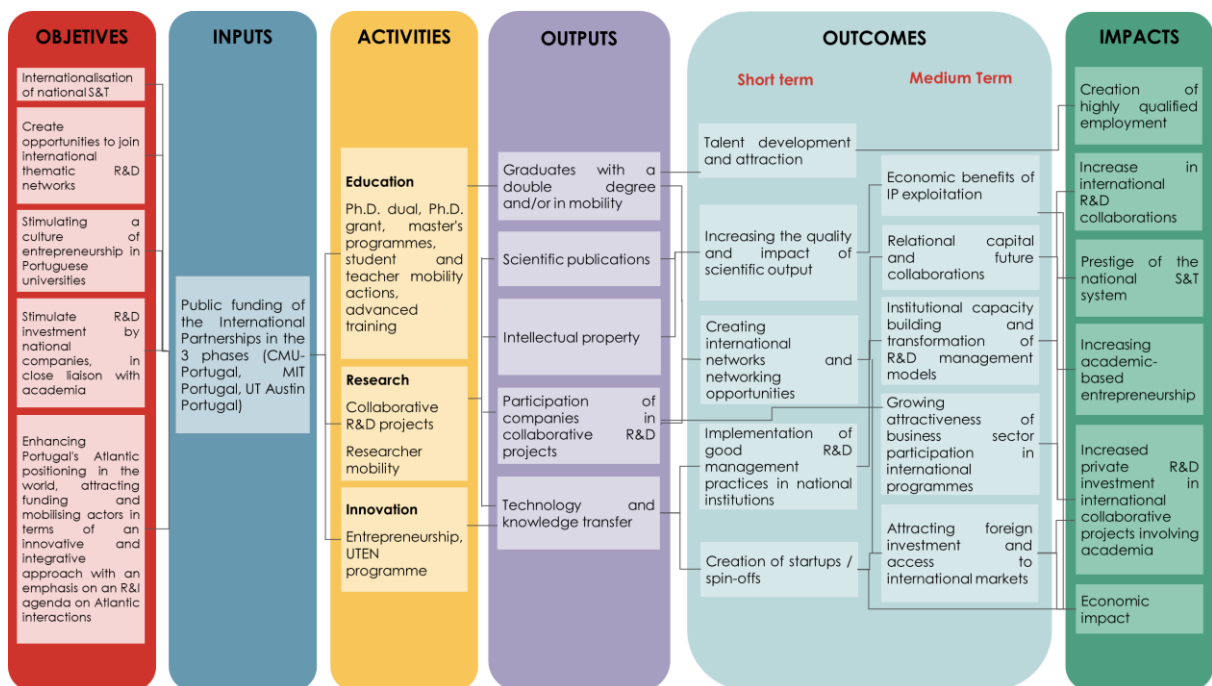 OBJETIVES
Internationalisation
of national S&T
Create
opportunities to join
international
thematic R&D
networks
Stimulating a
culture of
entrepreneurship in
Portuguese
universities
Stimulate R&D
investment by
national
companies, in
close liaison with
academia
Enhancing
Portugal's Atlantic
positioning in the
world, attracting
funding and
mobilising actors in
terms of an
innovative and
integrative
approach with an
emphasis on an R&I
agenda on Atlantic
interactions
INPUTS
Public funding of
the International
Partnerships in the
3 phases (CMU-
Portugal, MIT
Portugal, UT Austin
Portugal)
ACTIVITIES
Education
Ph.D. dual, Ph.D.
grant, master's
programmes,
student and
teacher mobility
actions,
advanced
training
Research
Collaborative
R&D projects
Researcher
mobility
Innovation
Entrepreneurship,
UTEN
programme
OUTPUTS
Graduates with a
double degree
and/or in mobility
Scientific publications
Intellectual property
Participation of
companies in
collaborative R&D
projects
Technology and
knowledge transfer
OUTCOMES
Short term
Talent development
and attraction
Increasing the quality
and impact of
scientific output
Creating
international
networks and
networking
opportunities
Implementation of
good R&D
management
practices in national
institutions
Creation of startups /
spin-offs
Medium Term
Economic benefits of
IP exploitation
Relational capital
and future
collaborations
Institutional capacity
building and
transformation of
R&D management
models
Growing
attractiveness of
business sector
participation in
international
programmes
Attracting foreign
investment and
access to
international markets
IMPACTS
Creation of
highly qualified
employment
Increase in
international
R&D
collaborations
Prestige of the
national S&T
system
Increasing
academic-
based
entrepreneurship
Increased
private R&D
investment in
international
collaborative
projects involving
academia
Economic
impact